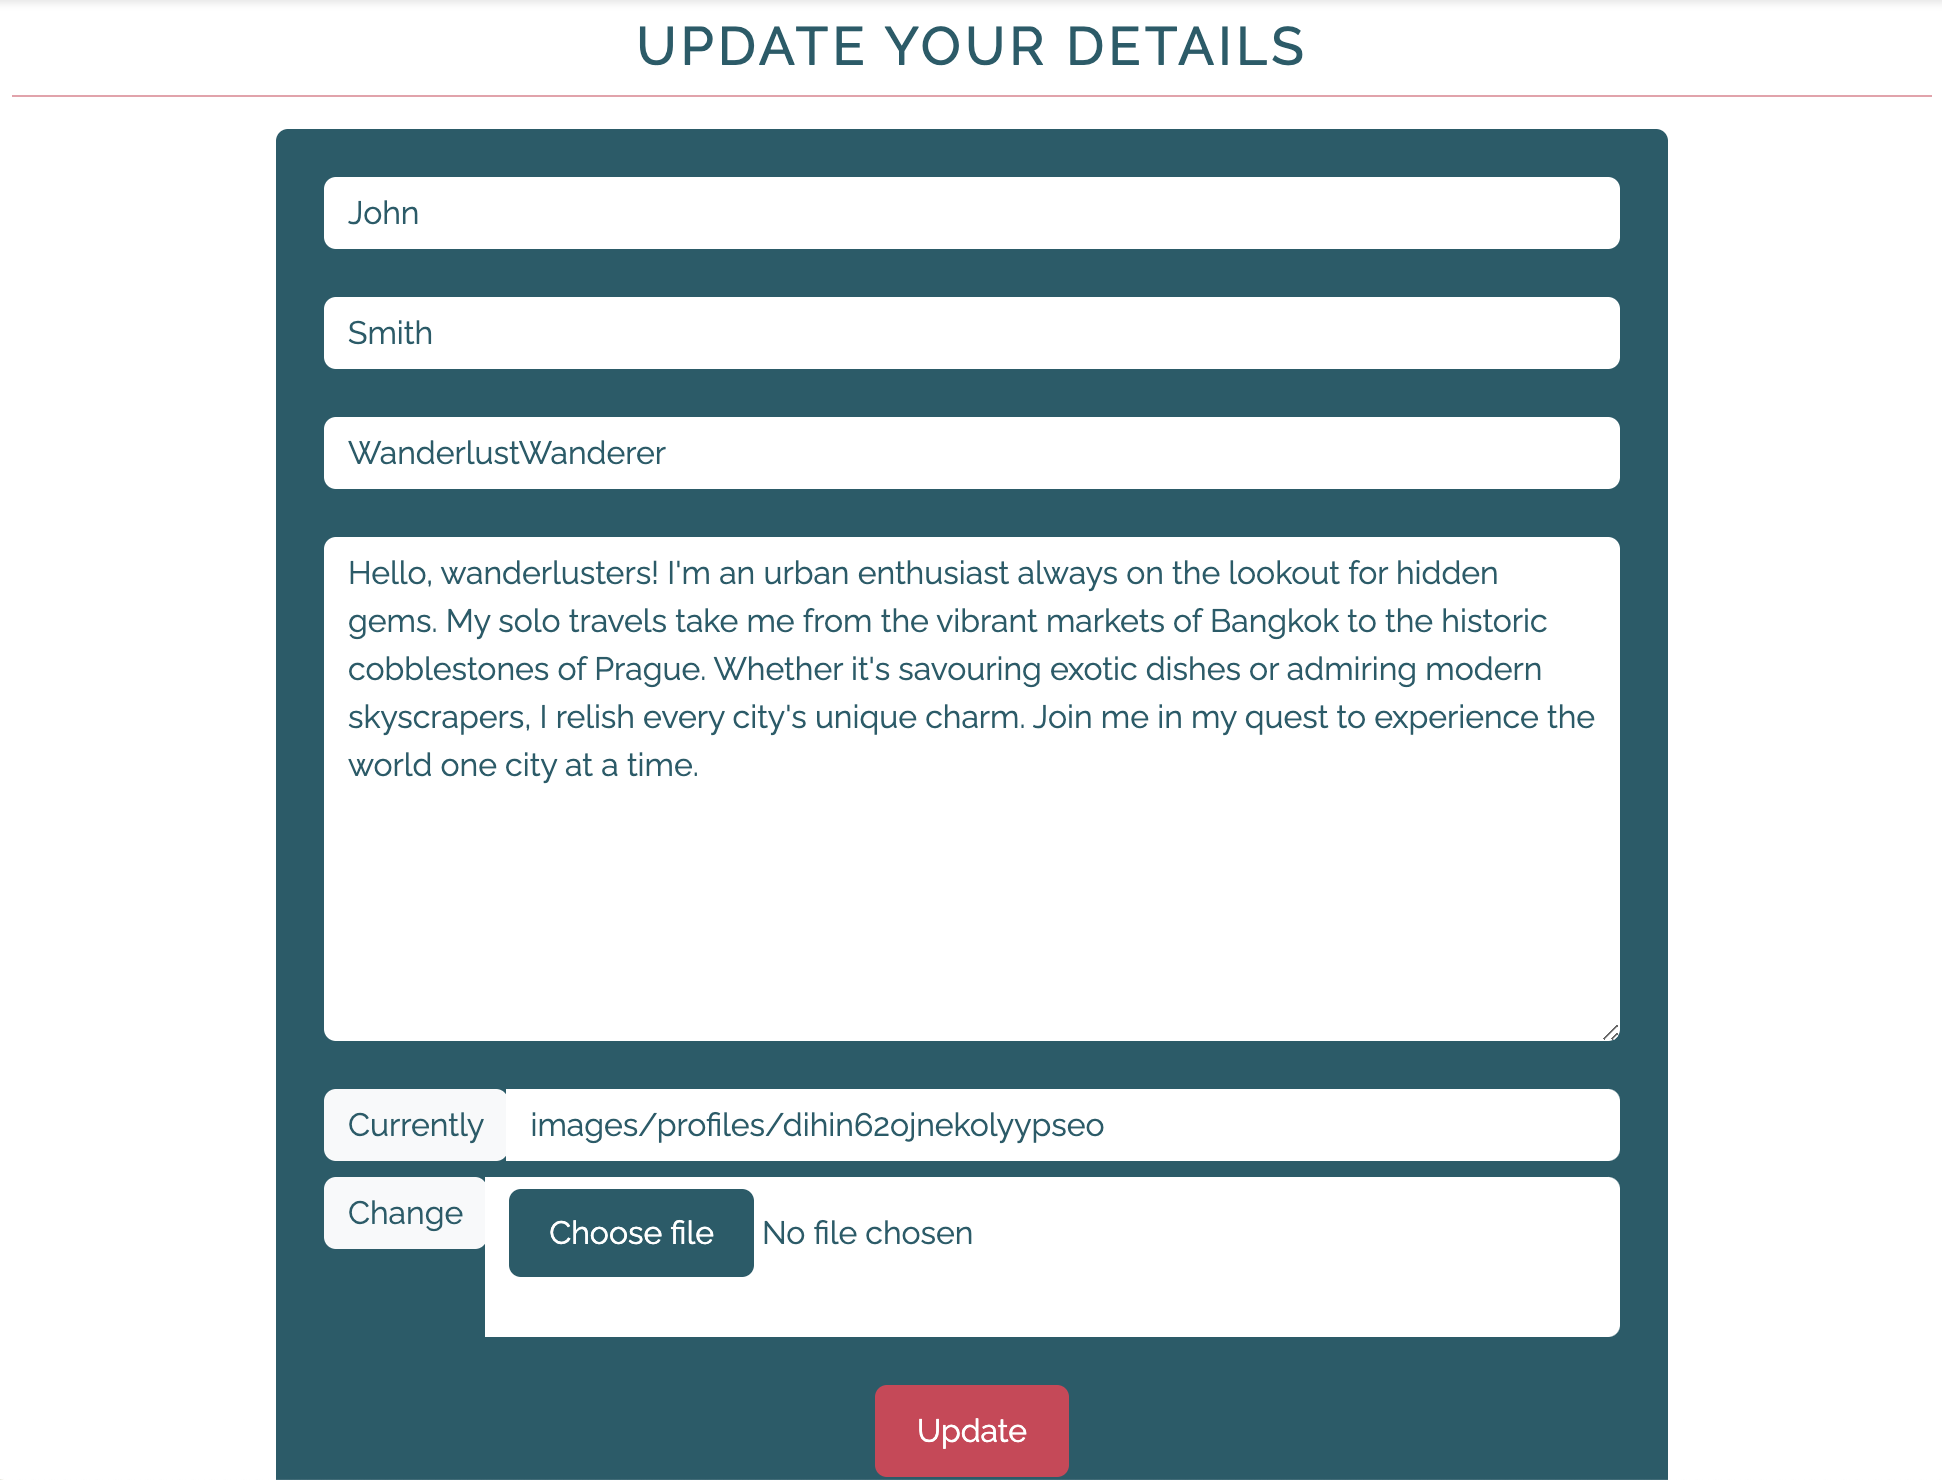 UPDATE YOUR DETAILS
John
Smith
WanderlustWanderer
Hello, wanderlusters! I'm an urban enthusiast always on the lookout for hidden
gems. My solo travels take me from the vibrant markets of Bangkok to the historic
cobblestones of Prague. Whether it's savouring exotic dishes or admiring modern
skyscrapers, I relish every city's unique charm. Join me in my quest to experience the
world one city at a time.
Currently images/profiles/dihin62ojnekolyypseo
Change Choose file No file chosen
Update